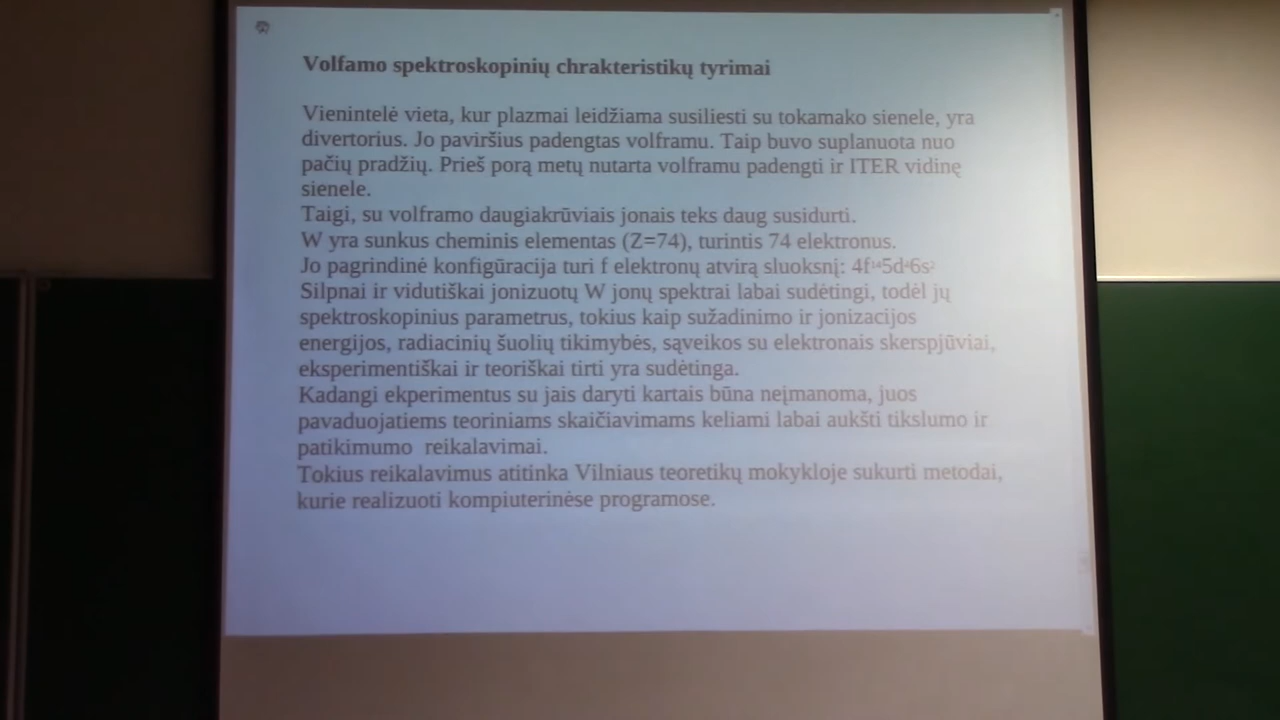 Volfamo spektroskopinių chrakteristikų tyrimai
Vienintelė vieta, kur plazmai leidžiama susiliesti su tokamako sienele, yra
divertorius. Jo paviršius padengtas volframu. Taip buvo suplanuota nuo
pačių pradžių. Prieš porą metų nutarta volframu padengti ir ITER vidinę
sienele.
Taigi, su volframo daugiakrūviais jonais teks daug susidurti.
W yra sunkus cheminis elementas (Z=74), turintis 74 elektronus.
Jo pagrindinė konfigūracija turi f elektronų atvirą sluoksnį: 4f¹⁴5d⁴6s²
Silpnai ir vidutiškai jonizuotų W jonų spektrai labai sudėtingi, todėl jų
spektroskopinius parametrus, tokius kaip sužadinimo ir jonizacijos
energijos, radiacinių šuolių tikimybės, sąveikos su elektronais skerspjūviai,
eksperimentiškai ir teoriškai tirti yra sudėtinga.
Kadangi ekperimentus su jais daryti kartais būna neįmanoma, juos
pavaduojatiems teoriniams skaičiavimams keliami labai aukšti tikslumo ir
patikimumo  reikalavimai.
Tokius reikalavimus atitinka Vilniaus teoretikų mokykloje sukurti metodai,
kurie realizuoti kompiuterinėse programose.